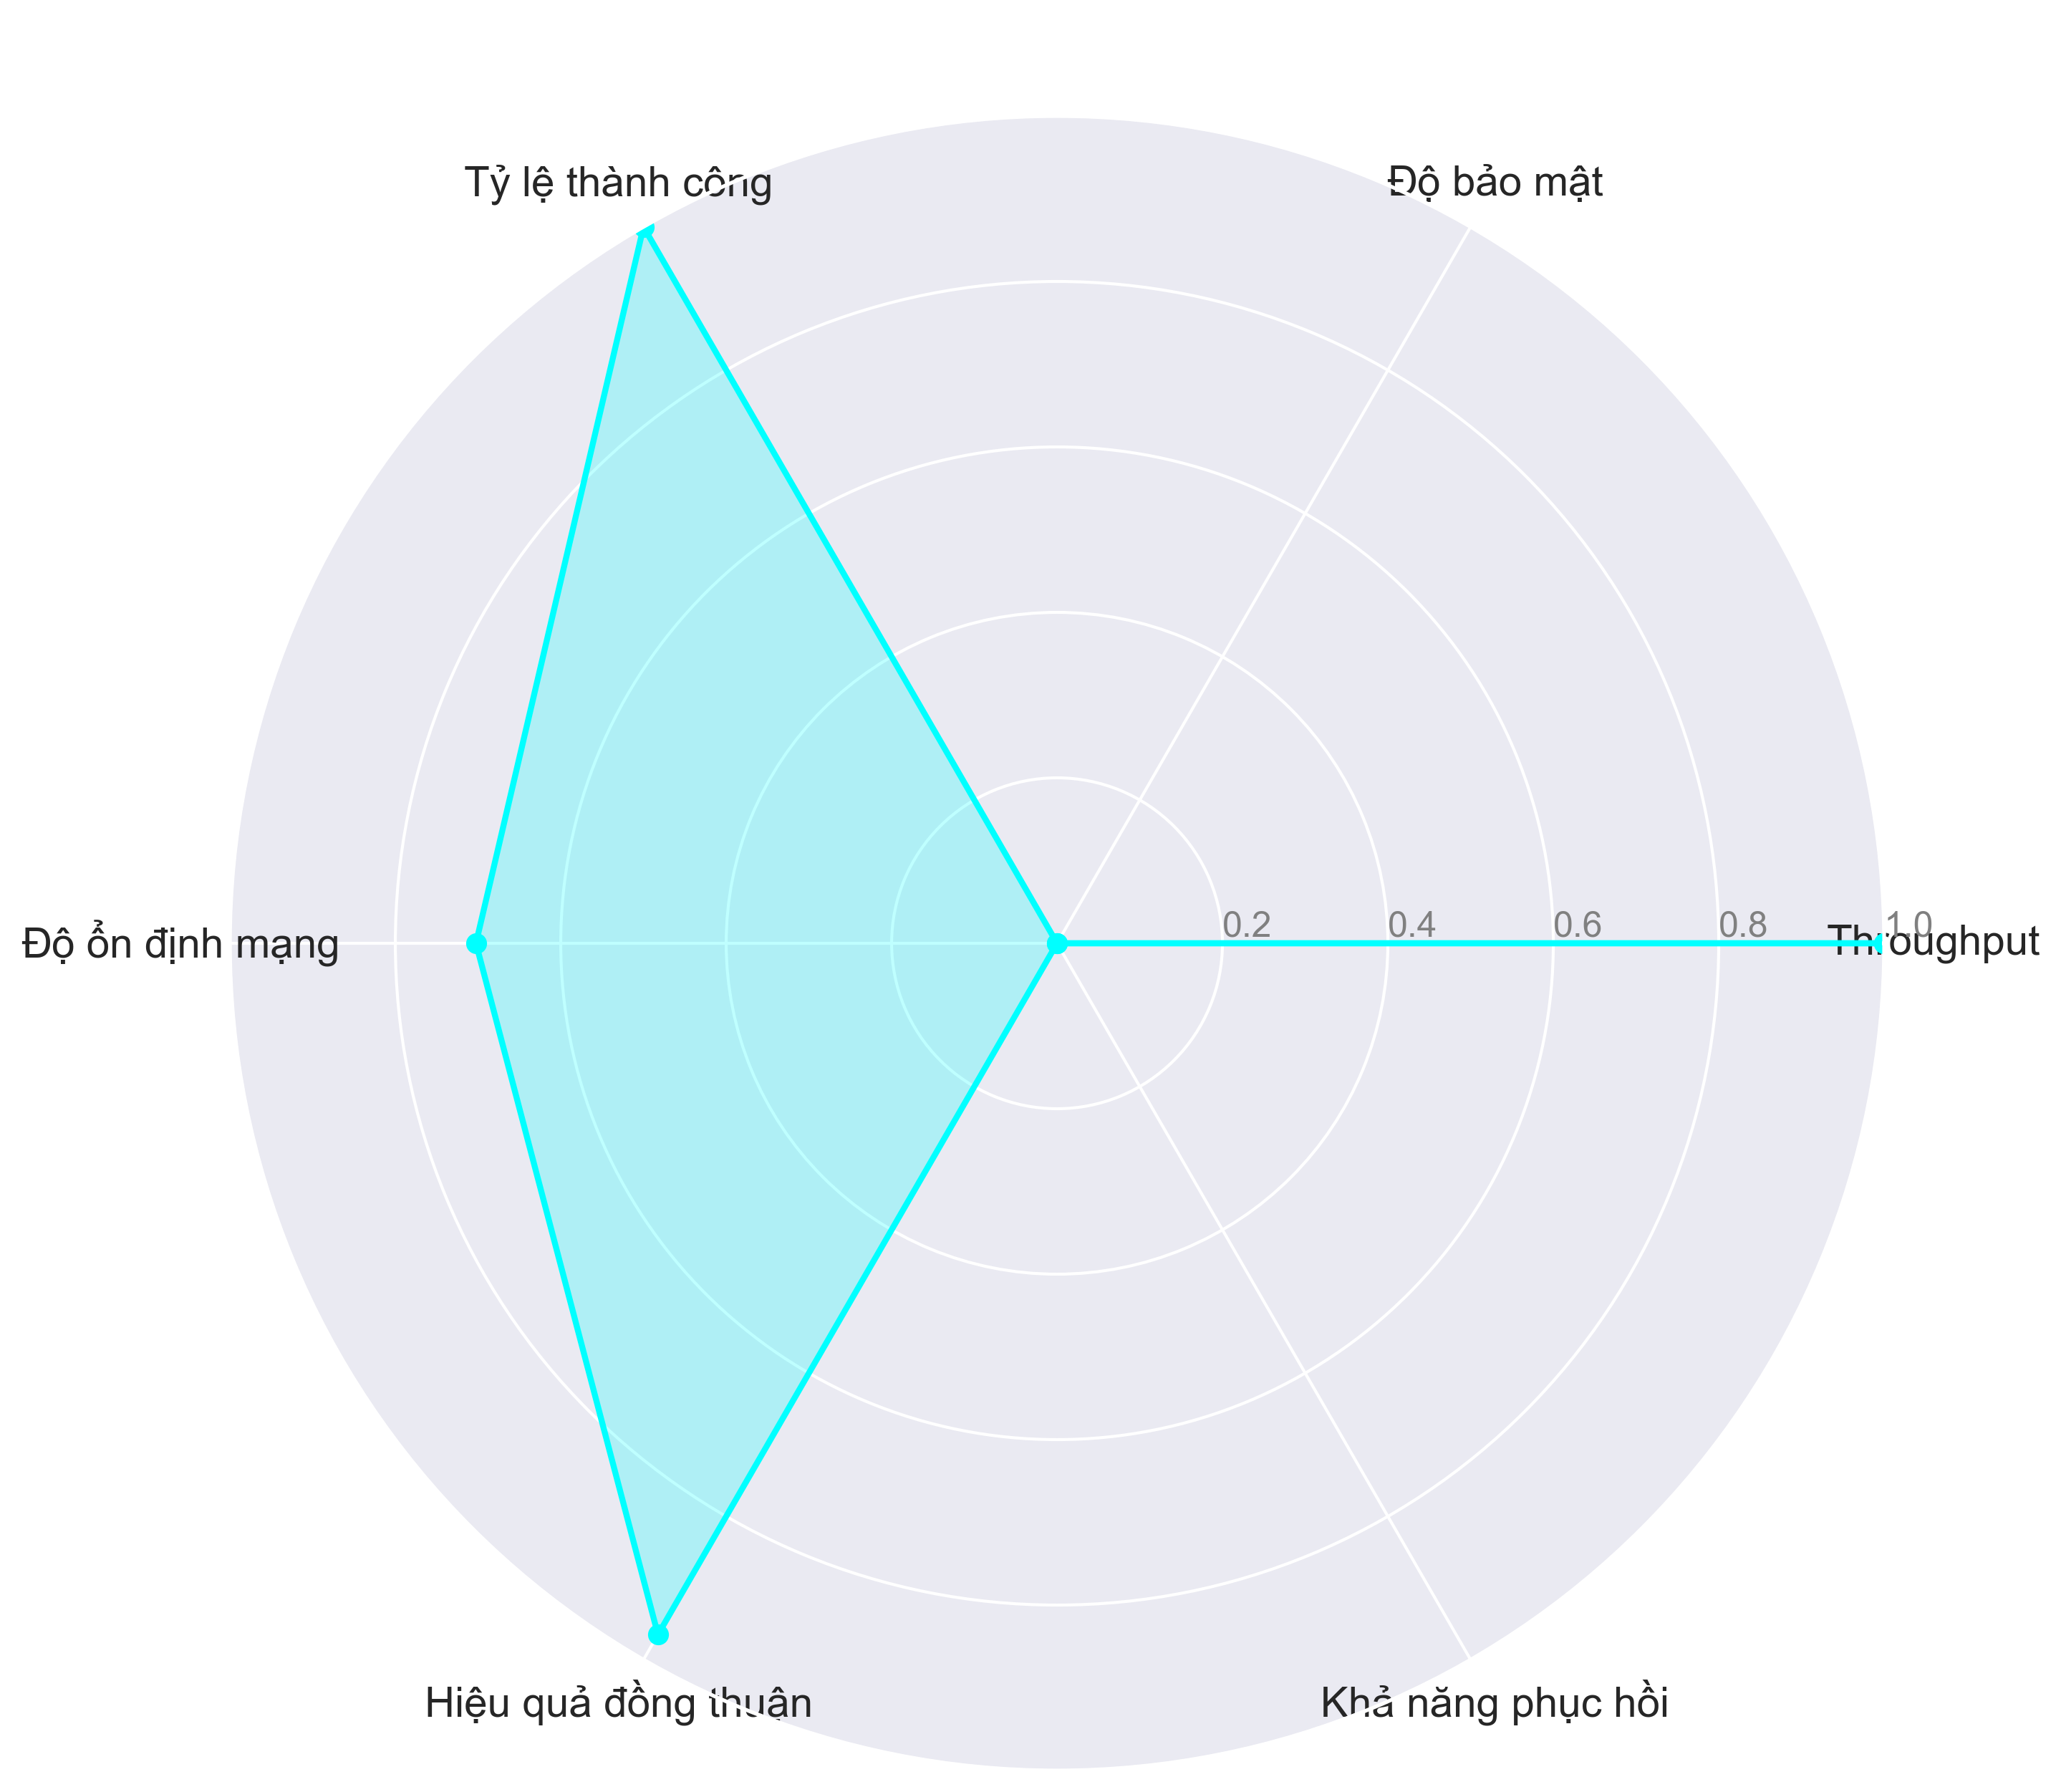 Tỷ lệ thành công
Độ bảo mật
Độ ổn định mạng
0.2
0.4
0.6
0.8
1.0
Throughput
Hiệu quả đồng thuận
Khả năng phục hồi